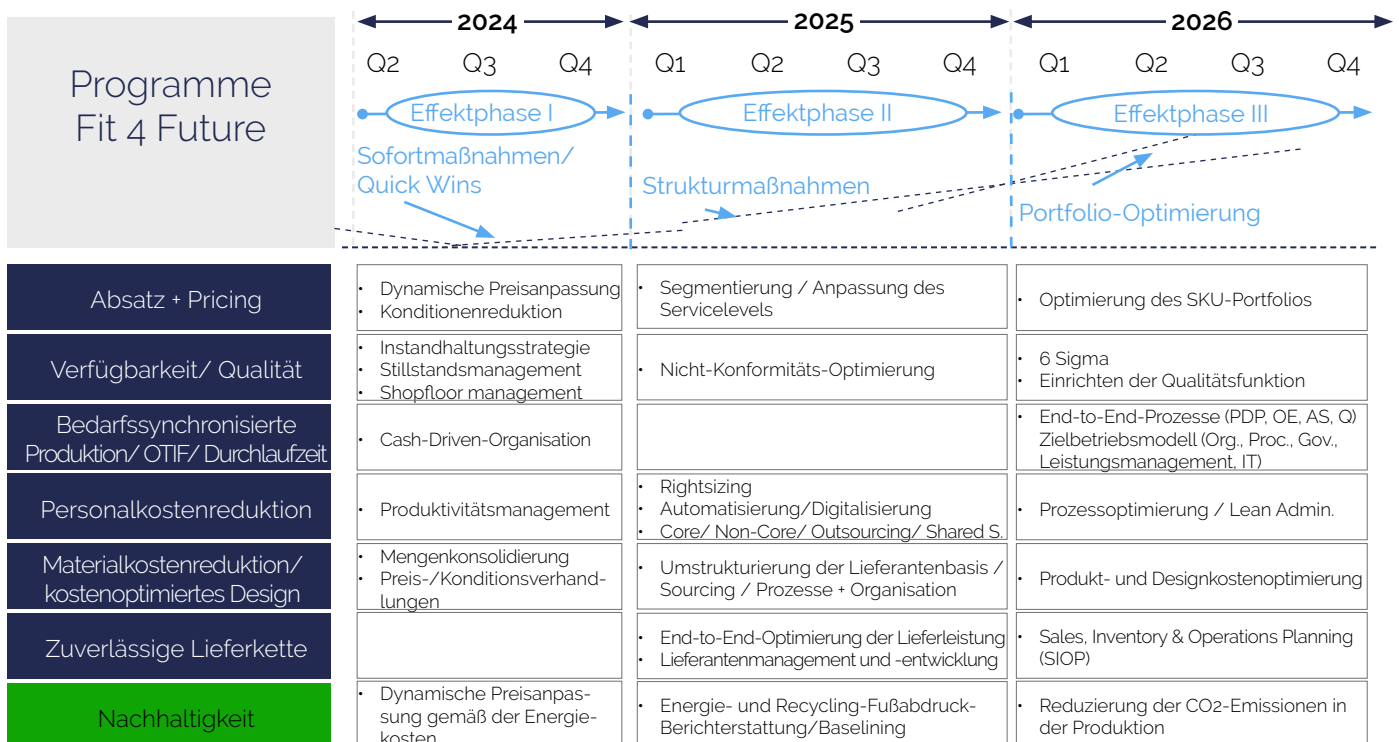 Programme
Fit 4 Future
2024
2025
2026
Q2
Q3
Q4
Q1
Q2
Q3
Q4
Q1
Q2
Q3
Q4
Effektphase I
Effektphase II
Effektphase III
Sofortmaßnahmen/
Quick Wins
Strukturmaßnahmen
Portfolio-Optimierung
Absatz + Pricing
• Dynamische Preisanpassung
• Konditionenreduktion
• Segmentierung / Anpassung des
Servicelevels
• Optimierung des SKU-Portfolios
Verfügbarkeit/ Qualität
• Instandhaltungsstrategie
• Stillstandsmanagement
• Shopfloor management
• Nicht-Konformitäts-Optimierung
• 6 Sigma
• Einrichten der Qualitätsfunktion
Bedarfssynchronisierte
Produktion/ OTIF/ Durchlaufzeit
• Cash-Driven-Organisation
• End-to-End-Prozesse (PDP, OE, AS, Q)
• Zielbetriebsmodell (Org., Proc., Gov.,
Leistungsmanagement, IT)
Personalkostenreduktion
• Produktivitätsmanagement
• Rightsizing
• Automatisierung/Digitalisierung
• Core/ Non-Core/ Outsourcing/ Shared S.
• Prozessoptimierung / Lean Admin.
Materialkostenreduktion/
kostenoptimiertes Design
• Mengenkonsolidierung
• Preis-/Konditionsverhand-
lungen
• Umstrukturierung der Lieferantenbasis /
Sourcing / Prozesse + Organisation
• Produkt- und Designkostenoptimierung
Zuverlässige Lieferkette
• End-to-End-Optimierung der Lieferleistung
• Lieferantenmanagement und -entwicklung
• Sales, Inventory & Operations Planning
(SIOP)
Nachhaltigkeit
• Dynamische Preisanpas-
sung gemäß der Energie-
kosten
• Energie- und Recycling-Fußabdruck-
Berichterstattung/Baselining
• Reduzierung der CO2-Emissionen in
der Produktion